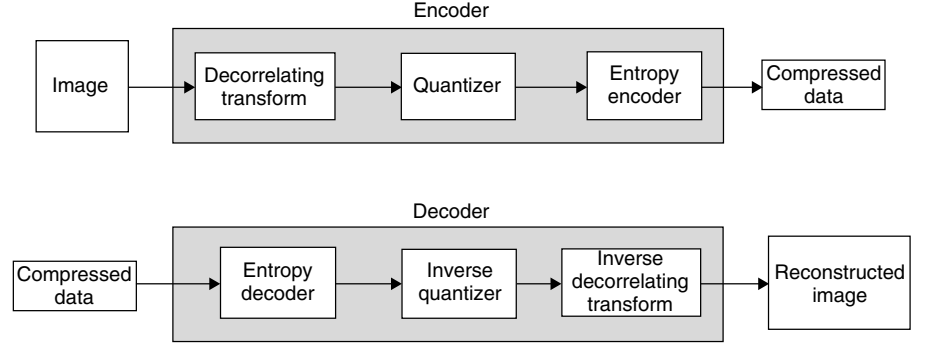 Encoder
Image
Decorrelating
transform
Quantizer
Entropy
encoder
Compressed
data
Decoder
Compressed
data
Entropy
decoder
Inverse
quantizer
Inverse
decorrelating
transform
Reconstructed
image